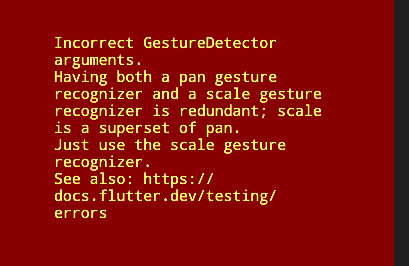 Incorrect GestureDetector
arguments.
Having both a pan gesture
recognizer and a scale gesture
recognizer is redundant; scale
is a superset of pan.
Just use the scale gesture
recognizer.
See also: https://
docs.flutter.dev/testing/
errors